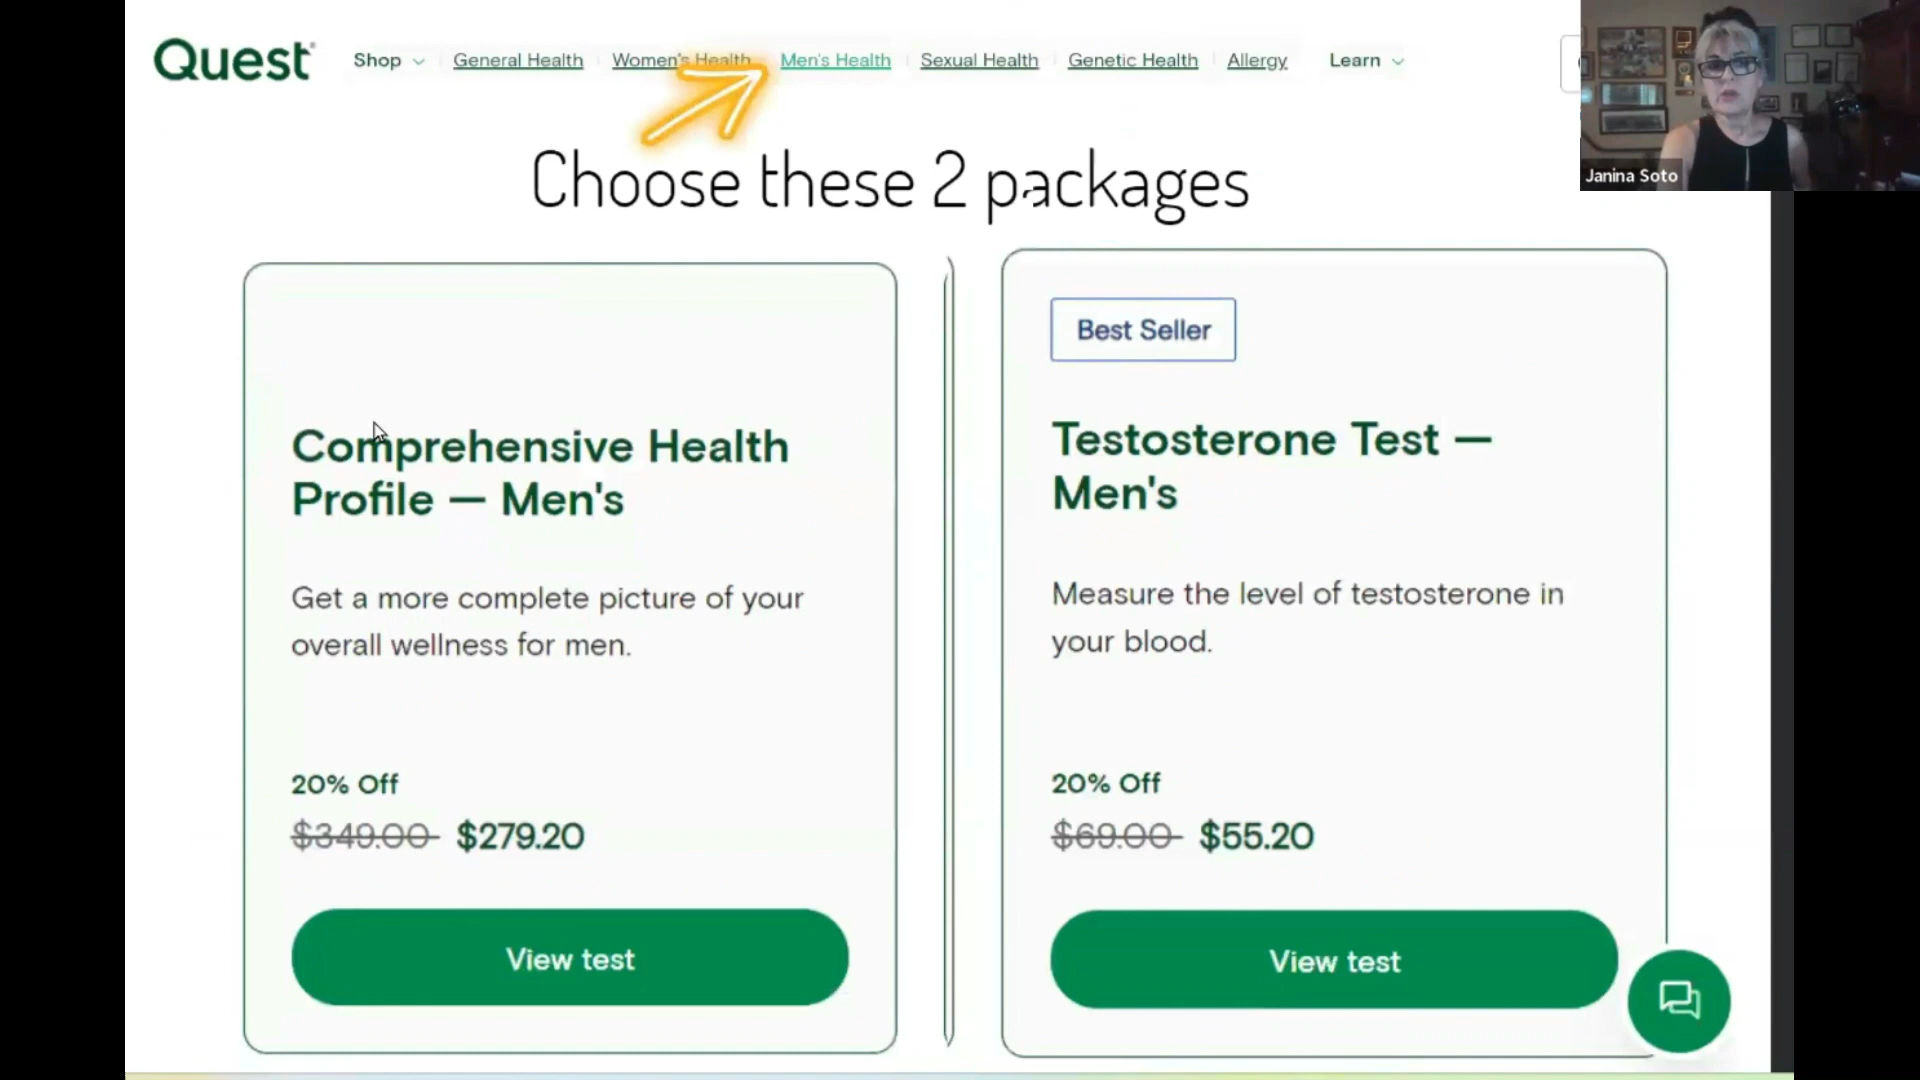 Quest
Shop General Health Women's Health Men's Health Sexual Health Genetic Health Allergy Learn
Janina Soto
Choose these 2 packages
Comprehensive Health
Profile — Men's
Get a more complete picture of your
overall wellness for men.
20% Off
$349.00 $279.20
View test
Best Seller
Testosterone Test —
Men's
Measure the level of testosterone in
your blood.
20% Off
$69.00 $55.20
View test